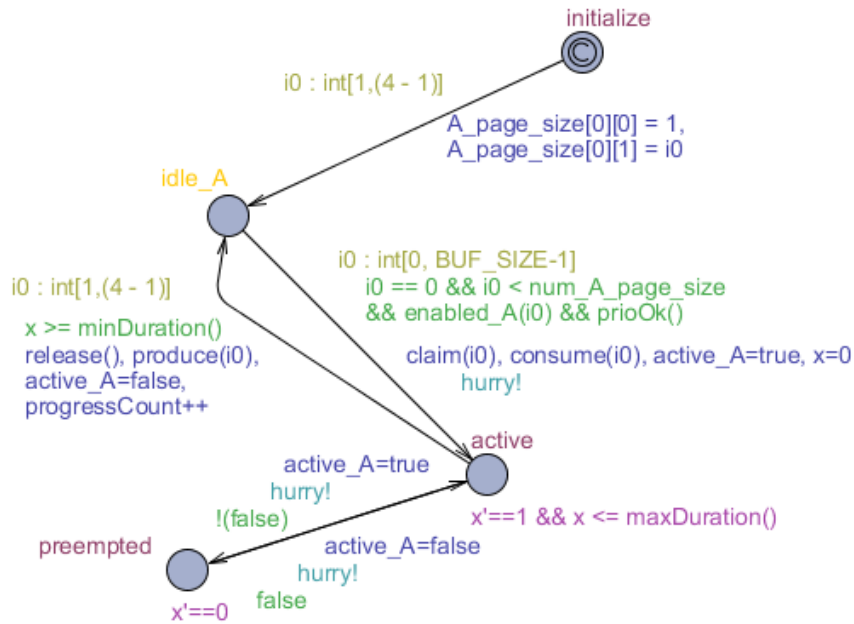 initialize
C
i0 : int[1,(4 - 1)]
A_page_size[0][0] = 1,
A_page_size[0][1] = i0
idle_A
i0 : int[0, BUF_SIZE-1]
i0 == 0 && i0 < num_A_page_size
&& enabled_A(i0) && prioOk()
claim(i0), consume(i0), active_A=true, x=0
hurry!
i0 : int[1,(4 - 1)]
x >= minDuration()
release(), produce(i0),
active_A=false,
progressCount++
active
x'==1 && x <= maxDuration()
active_A=true
hurry!
!(false)
preempted
active_A=false
hurry!
false
x'==0